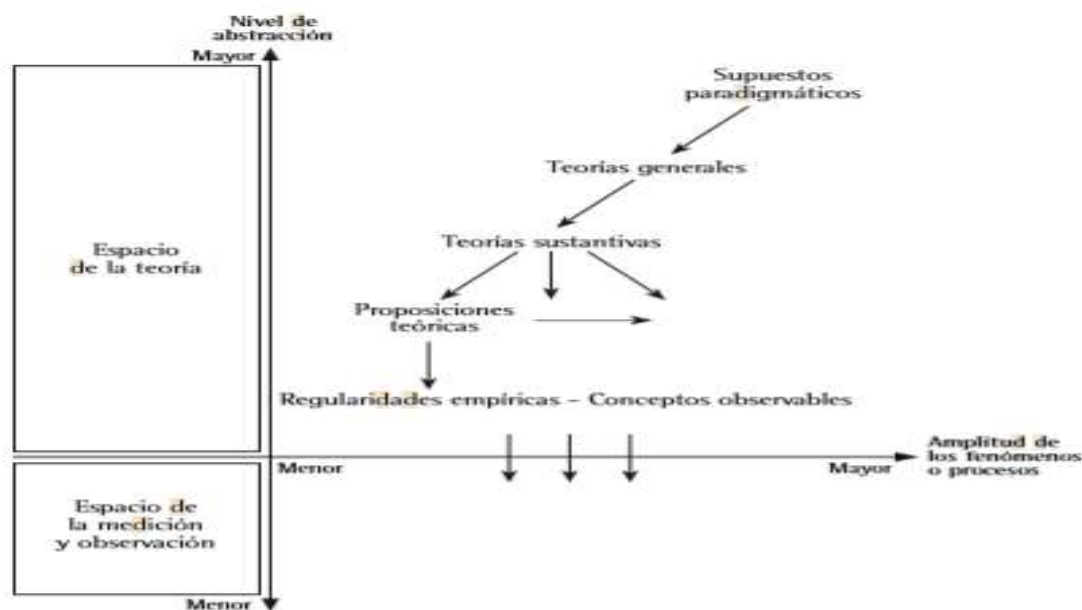 Nivel de
abstracción
Mayor
Supuestos
paradigmáticos
Teorías generales
Espacio
de la teoría
Teorías sustantivas
Proposiciones
teóricas
Regularidades empíricas – Conceptos observables
Menor
Mayor
Amplitud de
los fenómenos
o procesos
Espacio de
la medición
y observación
Menor